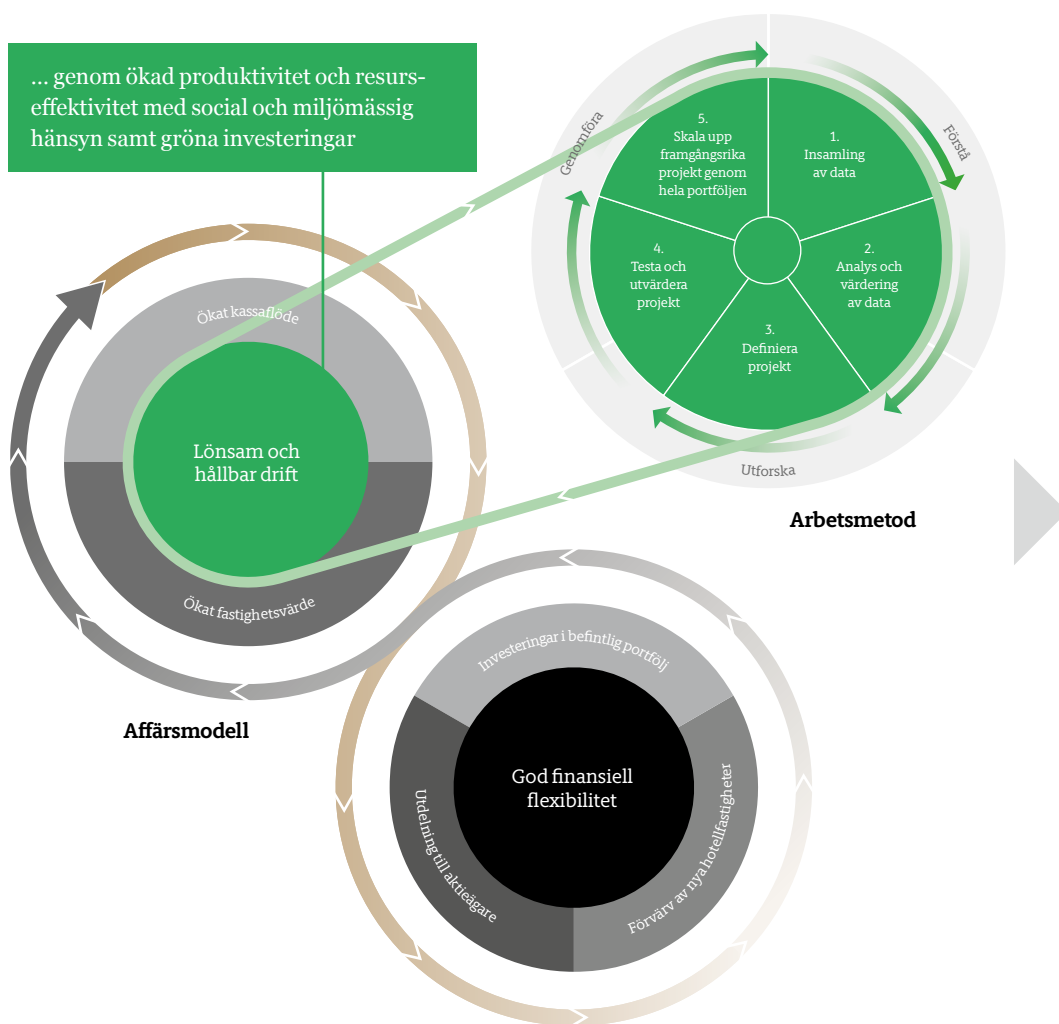 ... genom ökad produktivitet och resurs-
effektivitet med social och miljömässig
hänsyn samt gröna investeringar
Genomföra
Förstå
Utforska
1.
Insamling
av data
2.
Analys och
värdering
av data
3.
Definiera
projekt
4.
Testa och
utvärdera
projekt
5.
Skala upp
framgångsrika
projekt genom
hela portföljen
Arbetsmetod
Ökat kassaflöde
Lönsam och
hållbar drift
Ökat fastighetsvärde
Affärsmodell
Investeringar i befintlig portfölj
God finansiell
flexibilitet
Utdelning till aktieägare
Förvärv av nya hotellfastigheter